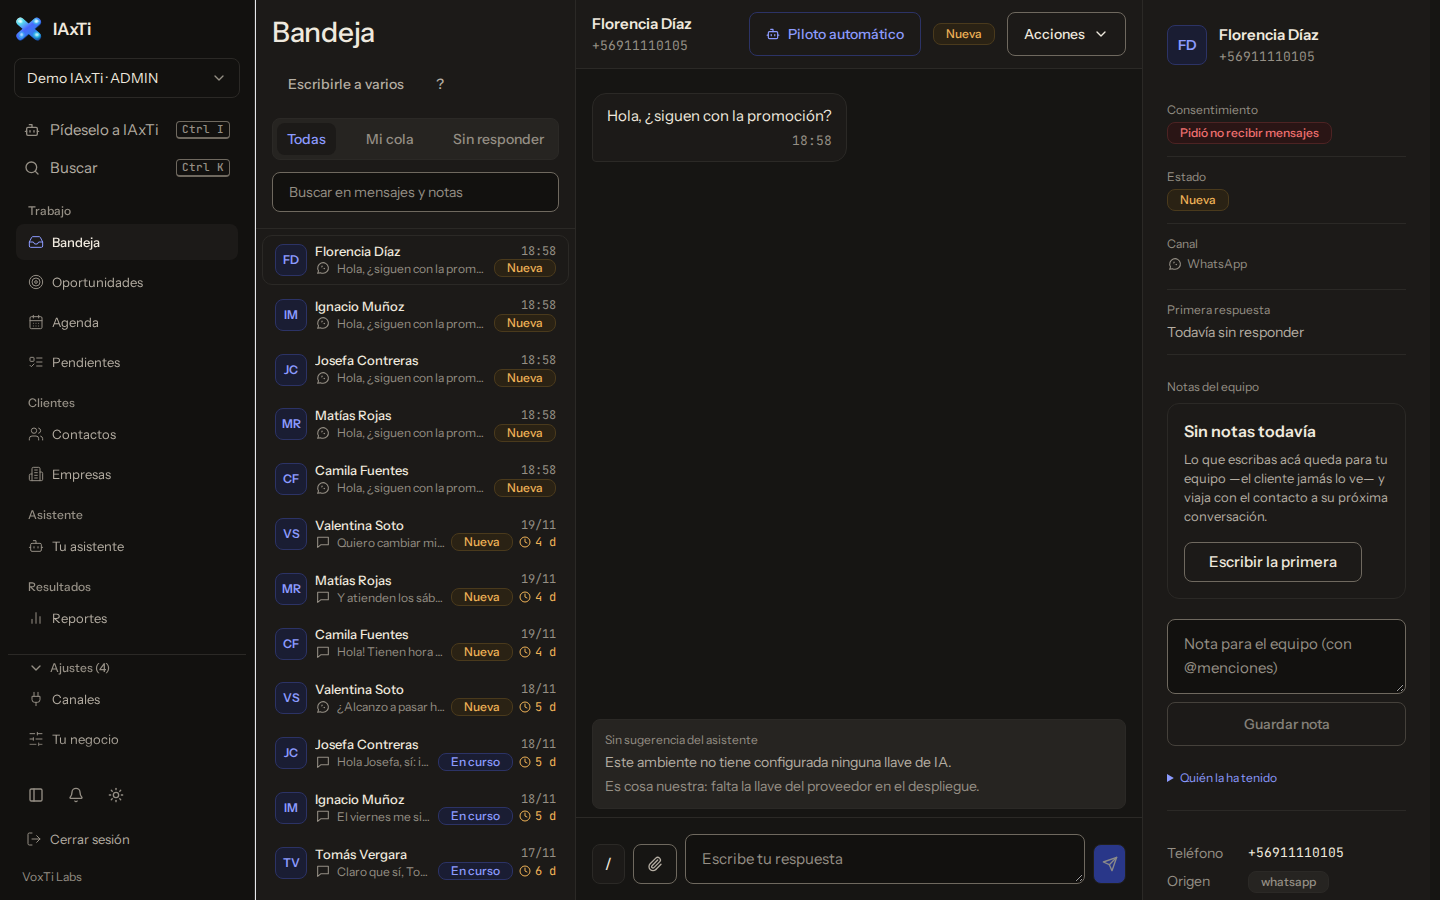 IAxTi
Demo IAxTi · ADMIN
Pídeselo a IAxTi
Ctrl I
Buscar
Ctrl K
Trabajo
Bandeja
Oportunidades
Agenda
Pendientes
Clientes
Contactos
Empresas
Asistente
Tu asistente
Resultados
Reportes
Ajustes (4)
Canales
Tu negocio
Cerrar sesión
VoxTi Labs
Bandeja
Escribirle a varios
?
Todas
Mi cola
Sin responder
Buscar en mensajes y notas
FD
Florencia Díaz
18:58
Hola, ¿siguen con la prom...
Nueva
IM
Ignacio Muñoz
18:58
Hola, ¿siguen con la prom...
Nueva
JC
Josefa Contreras
18:58
Hola, ¿siguen con la prom...
Nueva
MR
Matías Rojas
18:58
Hola, ¿siguen con la prom...
Nueva
CF
Camila Fuentes
18:58
Hola, ¿siguen con la prom...
Nueva
VS
Valentina Soto
19/11
Quiero cambiar mi...
Nueva
4 d
MR
Matías Rojas
19/11
Y atienden los sáb...
Nueva
4 d
CF
Camila Fuentes
19/11
Hola! Tienen hora ...
Nueva
4 d
VS
Valentina Soto
18/11
¿Alcanzo a pasar h...
Nueva
5 d
JC
Josefa Contreras
18/11
Hola Josefa, sí: i...
En curso
5 d
IM
Ignacio Muñoz
18/11
El viernes me si...
En curso
5 d
TV
Tomás Vergara
17/11
Claro que sí, To...
En curso
6 d
Florencia Díaz
+56911110105
Piloto automático
Nueva
Acciones
Hola, ¿siguen con la promoción?
18:58
Sin sugerencia del asistente
Este ambiente no tiene configurada ninguna llave de IA.
Es cosa nuestra: falta la llave del proveedor en el despliegue.
/
Escribe tu respuesta
FD
Florencia Díaz
+56911110105
Consentimiento
Pidió no recibir mensajes
Estado
Nueva
Canal
WhatsApp
Primera respuesta
Todavía sin responder
Notas del equipo
Sin notas todavía
Lo que escribas acá queda para tu
equipo —el cliente jamás lo ve— y
viaja con el contacto a su próxima
conversación.
Escribir la primera
Nota para el equipo (con
@menciones)
Guardar nota
Quién la ha tenido
Teléfono
+56911110105
Origen
whatsapp